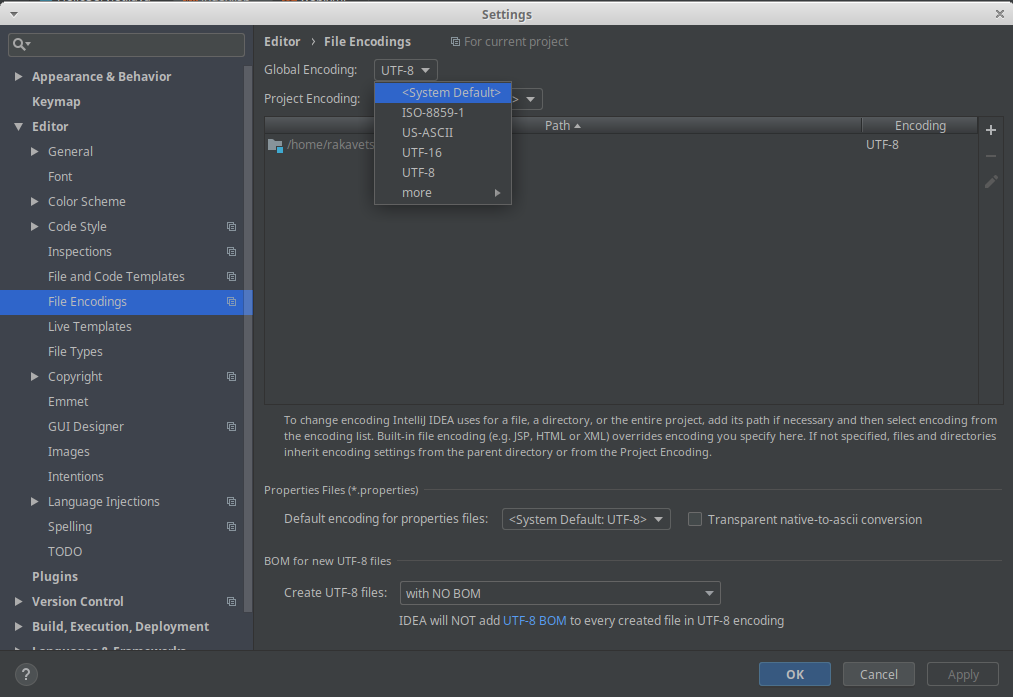 Settings
Editor › File Encodings For current project
Global Encoding: UTF-8
Project Encoding: >
<System Default>
ISO-8859-1
US-ASCII
UTF-16
UTF-8
more
Path Encoding
/home/rakavets UTF-8
Appearance & Behavior
Keymap
Editor
General
Font
Color Scheme
Code Style
Inspections
File and Code Templates
File Encodings
Live Templates
File Types
Copyright
Emmet
GUI Designer
Images
Intentions
Language Injections
Spelling
TODO
Plugins
Version Control
Build, Execution, Deployment
Languages & Frameworks
To change encoding IntelliJ IDEA uses for a file, a directory, or the entire project, add its path if necessary and then select encoding from
the encoding list. Built-in file encoding (e.g. JSP, HTML or XML) overrides encoding you specify here. If not specified, files and directories
inherit encoding settings from the parent directory or from the Project Encoding.
Properties Files (*.properties)
Default encoding for properties files: <System Default: UTF-8> Transparent native-to-ascii conversion
BOM for new UTF-8 files
Create UTF-8 files: with NO BOM
IDEA will NOT add UTF-8 BOM to every created file in UTF-8 encoding
? OK Cancel Apply